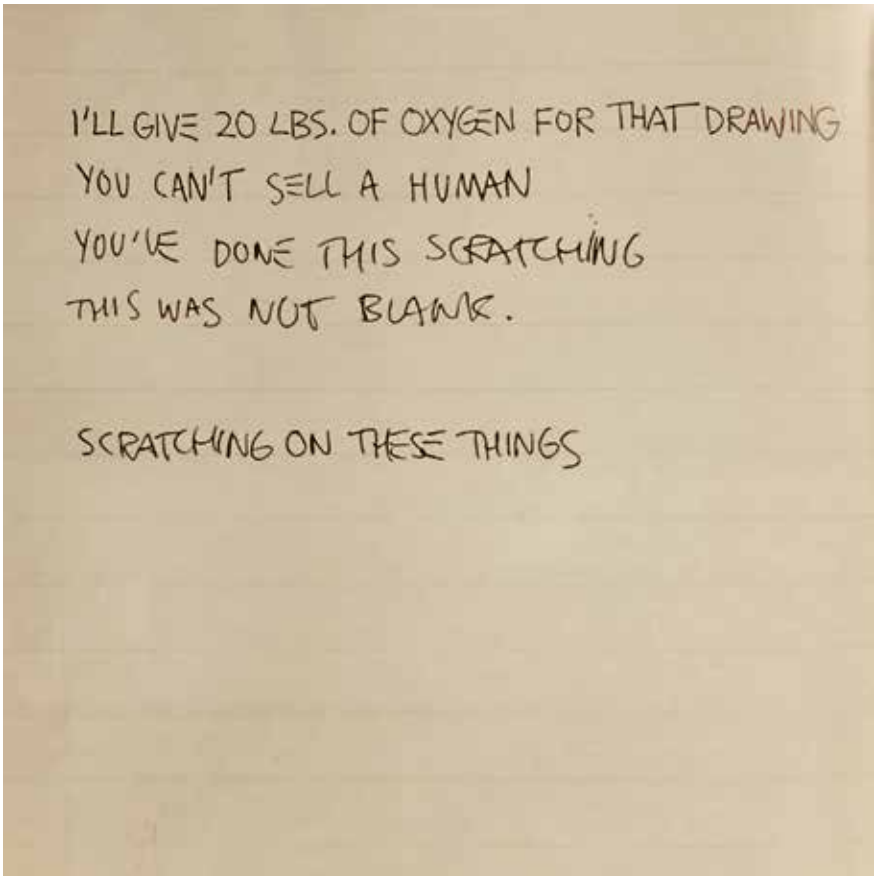 I'LL GIVE 20 LBS. OF OXYGEN FOR THAT DRAWING
YOU CAN'T SELL A HUMAN
YOU'VE DONE THIS SCRATCHING
THIS WAS NOT BLANK.
SCRATCHING ON THESE THINGS